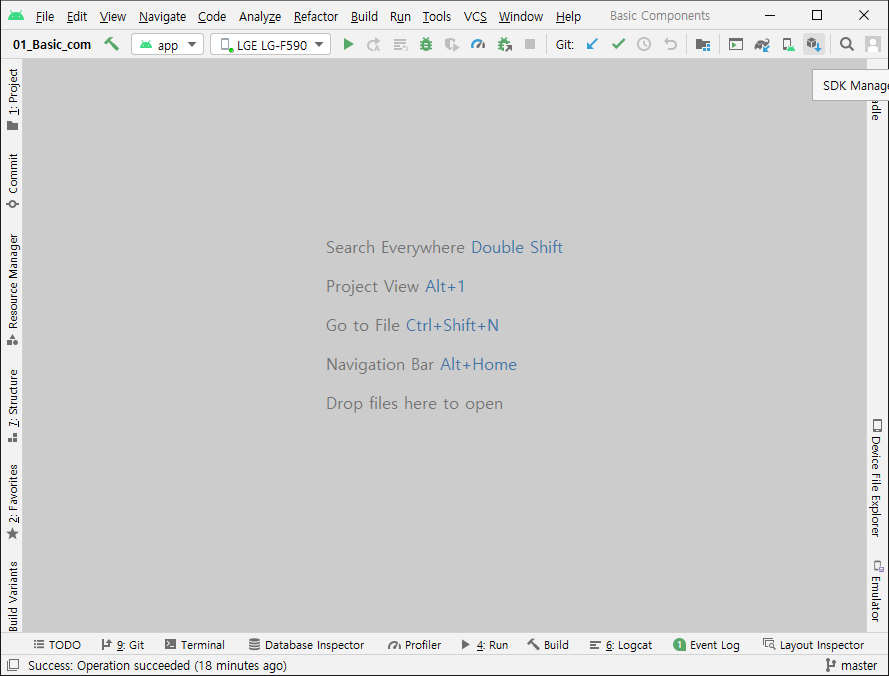 File Edit View Navigate Code Analyze Refactor Build Run Tools VCS Window Help Basic Components
01_Basic_com app LGE LG-F590 Git:
SDK Manage
1: Project
Commit
Resource Manager
7: Structure
2: Favorites
Build Variants
Search Everywhere Double Shift
Project View Alt+1
Go to File Ctrl+Shift+N
Navigation Bar Alt+Home
Drop files here to open
adle
Device File Explorer
Emulator
TODO 9: Git Terminal Database Inspector Profiler 4: Run Build 6: Logcat 1 Event Log Layout Inspector
Success: Operation succeeded (18 minutes ago) master